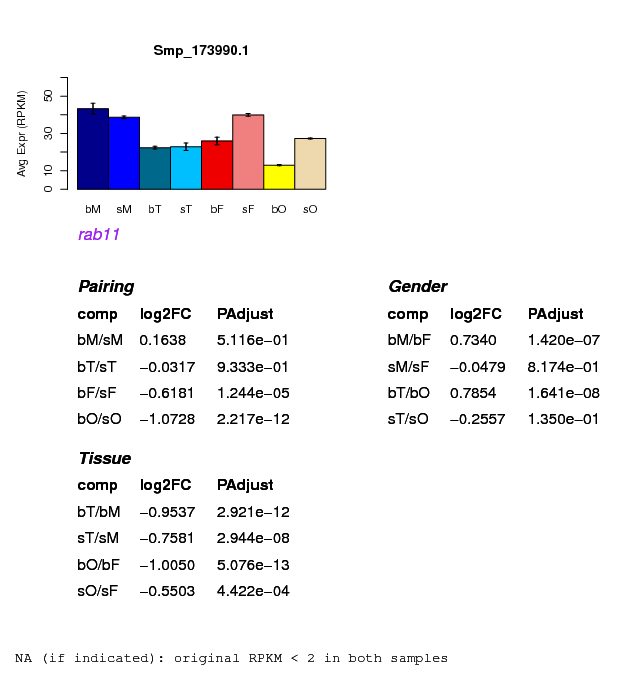 Smp_173990.1
Avg Expr (RPKM)
0 10 30 50
bM sM bT sT bF sF bO sO
rab11
Pairing
comp log2FC PAdjust
bM/sM 0.1638 5.116e−01
bT/sT −0.0317 9.333e−01
bF/sF −0.6181 1.244e−05
bO/sO −1.0728 2.217e−12
Gender
comp log2FC PAdjust
bM/bF 0.7340 1.420e−07
sM/sF −0.0479 8.174e−01
bT/bO 0.7854 1.641e−08
sT/sO −0.2557 1.350e−01
Tissue
comp log2FC PAdjust
bT/bM −0.9537 2.921e−12
sT/sM −0.7581 2.944e−08
bO/bF −1.0050 5.076e−13
sO/sF −0.5503 4.422e−04
NA (if indicated): original RPKM < 2 in both samples